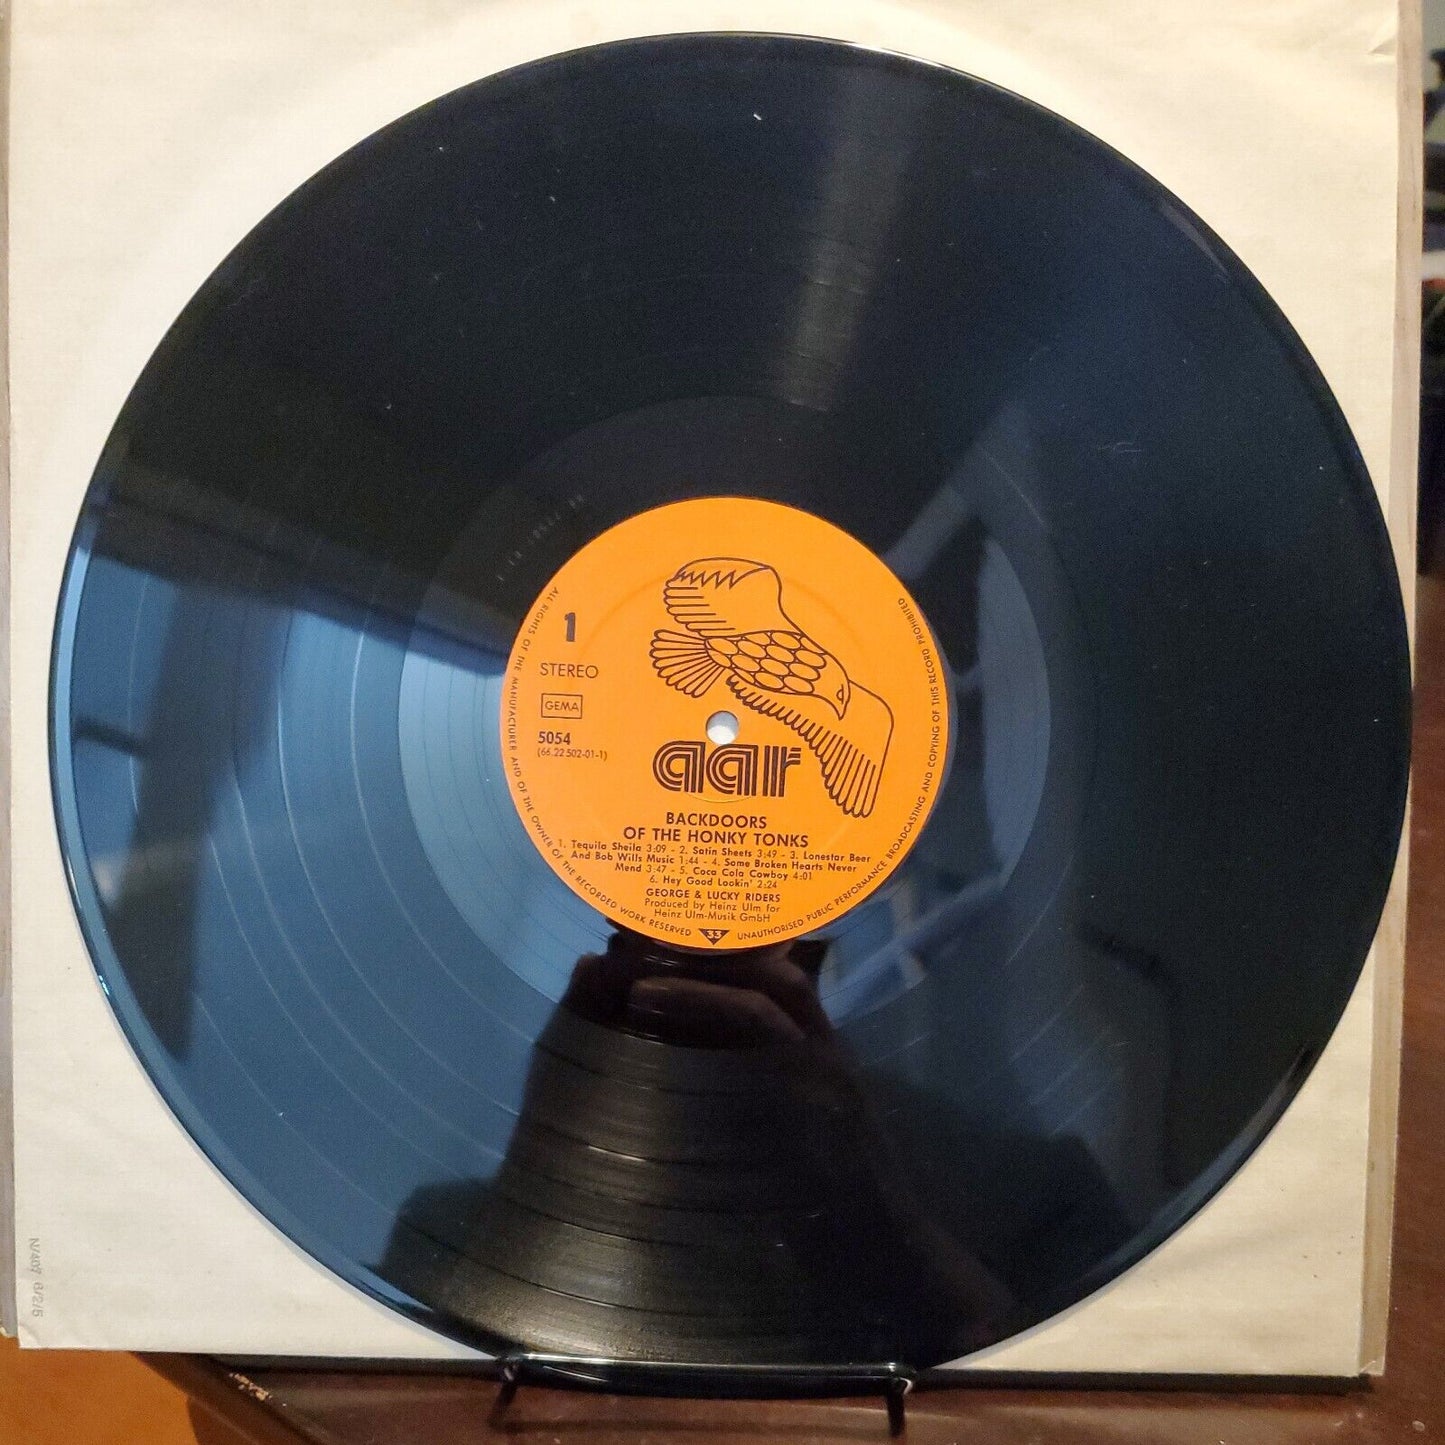 1
STEREO
GEMA
5054
(66.22 502-01-1)
aar
BACKDOORS
OF THE HONKY TONKS
1. Tequila Sheila 3:09 - 2. Satin Sheets 3:49 - 3. Lonestar Beer
And Bob Wills Music 1:44 - 4. Some Broken Hearts Never
Mend 3:47 - 5. Coca Cola Cowboy 4:01
6. Hey Good Lookin' 2:24
GEORGE & LUCKY RIDERS
Produced by Heinz Ulm for
Heinz Ulm-Musik GmbH
33
ALL RIGHTS OF THE MANUFACTURER AND OF THE OWNER OF THE RECORDED WORK RESERVED
UNAUTHORISED PUBLIC PERFORMANCE BROADCASTING AND COPYING OF THIS RECORD PROHIBITED
6/2/5